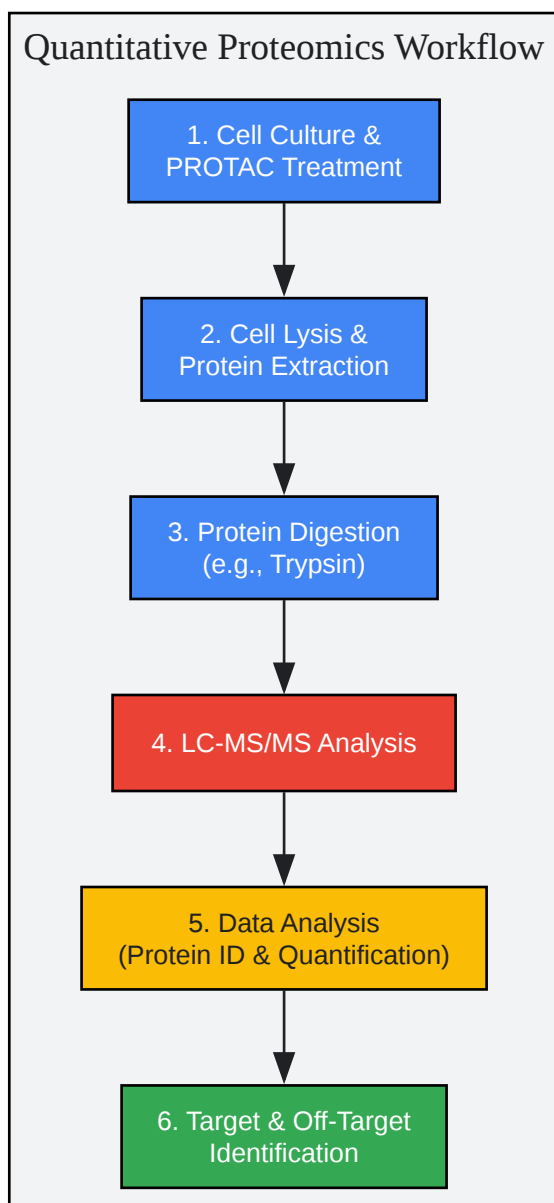 Quantitative Proteomics Workflow
1. Cell Culture &
PROTAC Treatment
2. Cell Lysis &
Protein Extraction
3. Protein Digestion
(e.g., Trypsin)
4. LC-MS/MS Analysis
5. Data Analysis
(Protein ID & Quantification)
6. Target & Off-Target
Identification